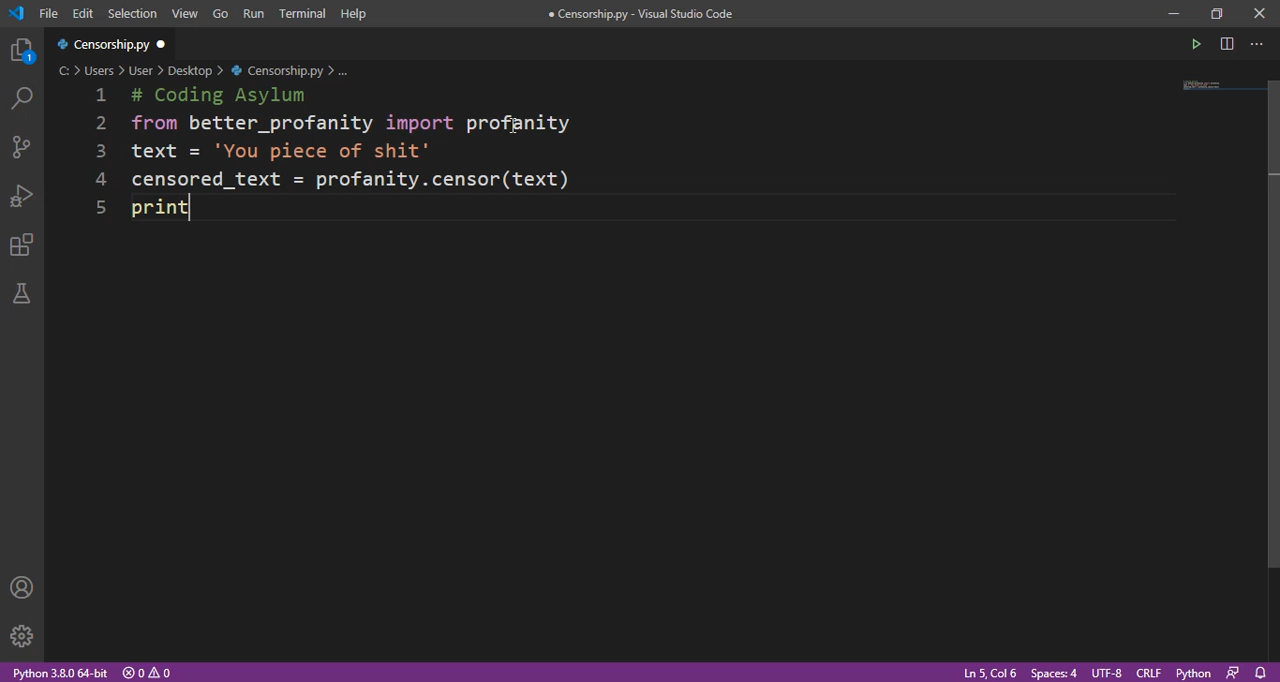 File Edit Selection View Go Run Terminal Help ● Censorship.py - Visual Studio Code
1
Censorship.py ●
C: > Users > User > Desktop > Censorship.py > ...
1 # Coding Asylum
2 from better_profanity import profanity
3 text = 'You piece of shit'
4 censored_text = profanity.censor(text)
5 print
Python 3.8.0 64-bit 0 0 Ln 5, Col 6 Spaces: 4 UTF-8 CRLF Python